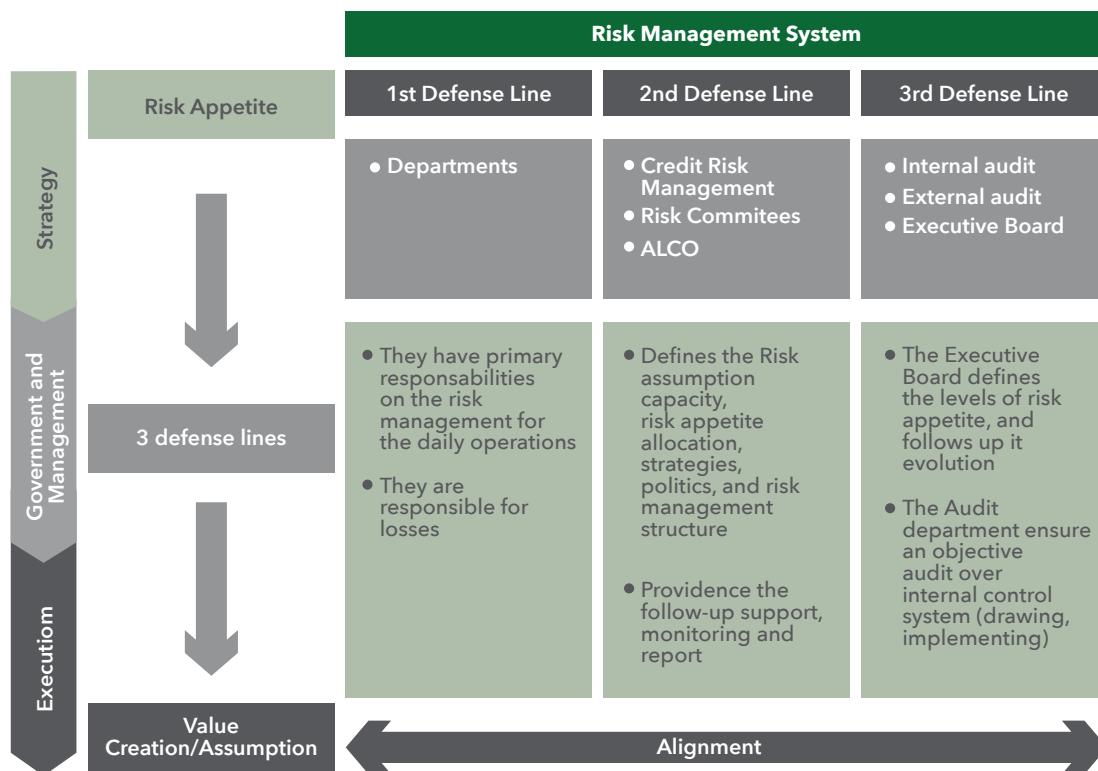 Risk Management System
Strategy
Government and
Management
Executiom
Risk Appetite
3 defense lines
Value
Creation/Assumption
1st Defense Line
2nd Defense Line
3rd Defense Line
• Departments
• Credit Risk
Management
• Risk Commitees
• ALCO
• Internal audit
• External audit
• Executive Board
• They have primary
responsabilities
on the risk
management for
the daily operations
• They are
responsible for
losses
• Defines the Risk
assumption
capacity,
risk appetite
allocation,
strategies,
politics, and risk
management
structure
• Providence the
follow-up support,
monitoring and
report
• The Executive
Board defines
the levels of risk
appetite, and
follows up it
evolution
• The Audit
department ensure
an objective
audit over
internal control
system (drawing,
implementing)
Alignment